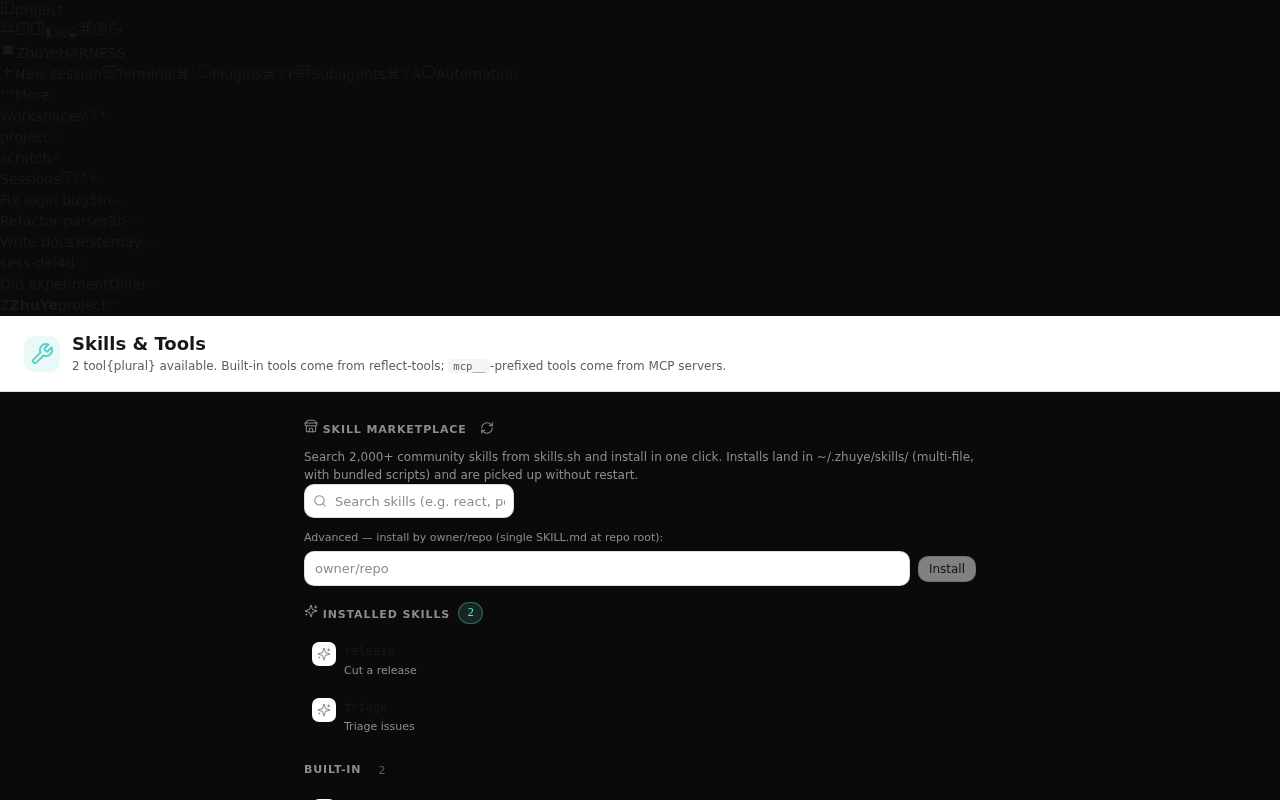 project
⌘
ZhuYeHARNESS
New sessionTerminal⌘`Plugins⌘⇧PSubagents⌘⇧AAutomation
···More
Workspaces
project×
scratch×
Sessions
Fix login bug5m···
Refactor parser3h···
Write docsYesterday···
sess-del4d···
Old experimentOlder···
ZZhuYeproject···
Skills & Tools
2 tool{plural} available. Built-in tools come from reflect-tools; mcp__ -prefixed tools come from MCP servers.
SKILL MARKETPLACE
Search 2,000+ community skills from skills.sh and install in one click. Installs land in ~/.zhuye/skills/ (multi-file,
with bundled scripts) and are picked up without restart.
Search skills (e.g. react, p
Advanced — install by owner/repo (single SKILL.md at repo root):
owner/repo
Install
INSTALLED SKILLS 2
release
Cut a release
triage
Triage issues
BUILT-IN 2